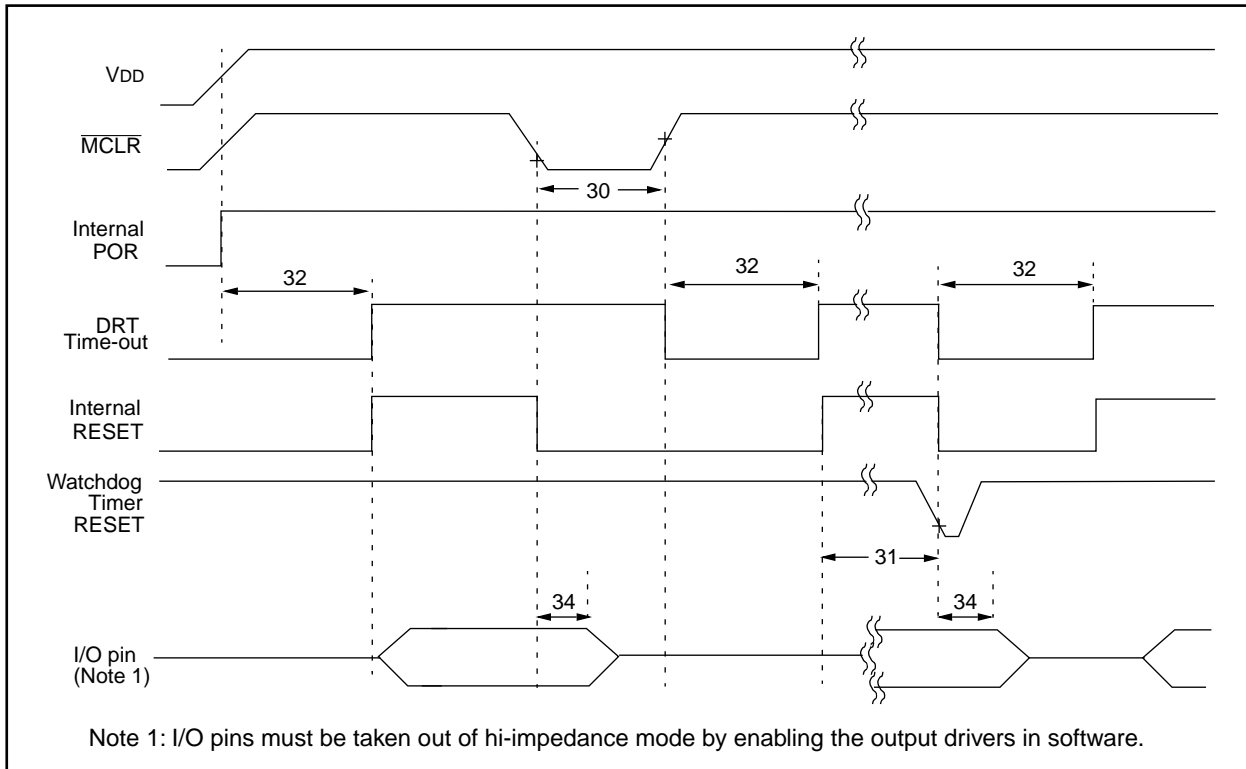 VDD
MCLR
30
Internal
POR
32
32
32
DRT
Time-out
Internal
RESET
Watchdog
Timer
RESET
31
34
34
I/O pin
(Note 1)
Note 1: I/O pins must be taken out of hi-impedance mode by enabling the output drivers in software.